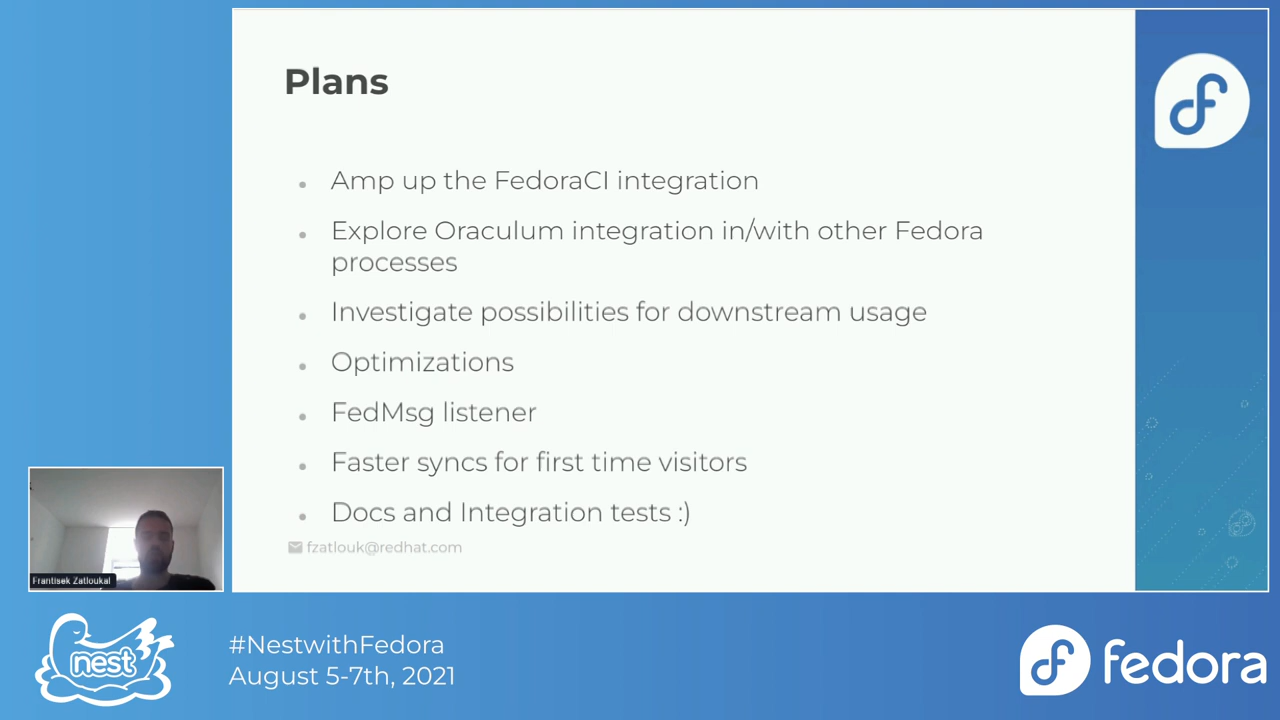 Plans
Amp up the FedoraCI integration
Explore Oraculum integration in/with other Fedora
processes
Investigate possibilities for downstream usage
Optimizations
FedMsg listener
Faster syncs for first time visitors
Docs and Integration tests :)
fzatlouk@redhat.com
Frantisek Zatloukal
nest
#NestwithFedora
August 5-7th, 2021
fedora